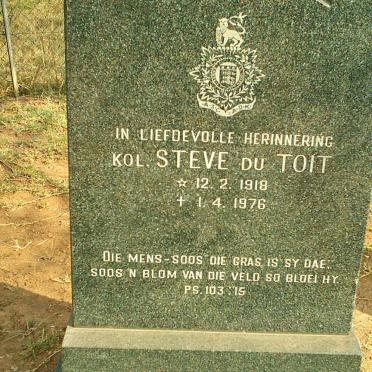 IN LIEFDEVOLLE HERINNERING
KOL. STEVE DU TOIT
☆ 12.2.1918
† 1.4.1976
DIE MENS-SOOS DIE GRAS IS SY DAE;
SOOS 'N BLOM VAN DIE VELD SO BLOEI HY.
PS. 103:15